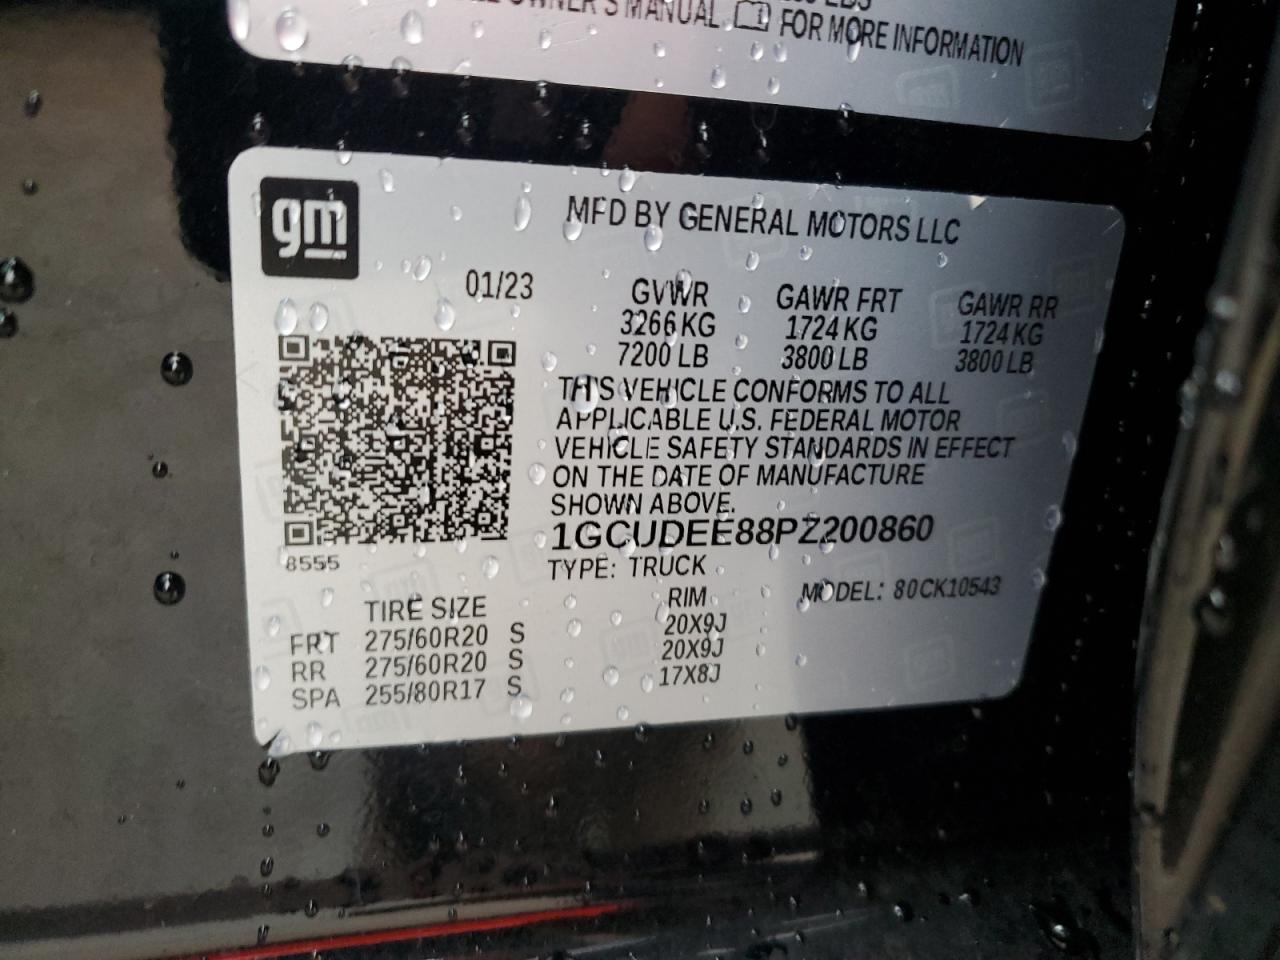 OWNER'S MANUAL FOR MORE INFORMATION
gm
MFD BY GENERAL MOTORS LLC
01/23
GVWR GAWR FRT GAWR RR
3266 KG 1724 KG 1724 KG
7200 LB 3800 LB 3800 LB
THIS VEHICLE CONFORMS TO ALL
APPLICABLE U.S. FEDERAL MOTOR
VEHICLE SAFETY STANDARDS IN EFFECT
ON THE DATE OF MANUFACTURE
SHOWN ABOVE.
1GCUDEE88PZ200860
8555
TYPE: TRUCK MODEL: 80CK10543
TIRE SIZE RIM
FRT 275/60R20 S 20X9J
RR 275/60R20 S 20X9J
SPA 255/80R17 S 17X8J